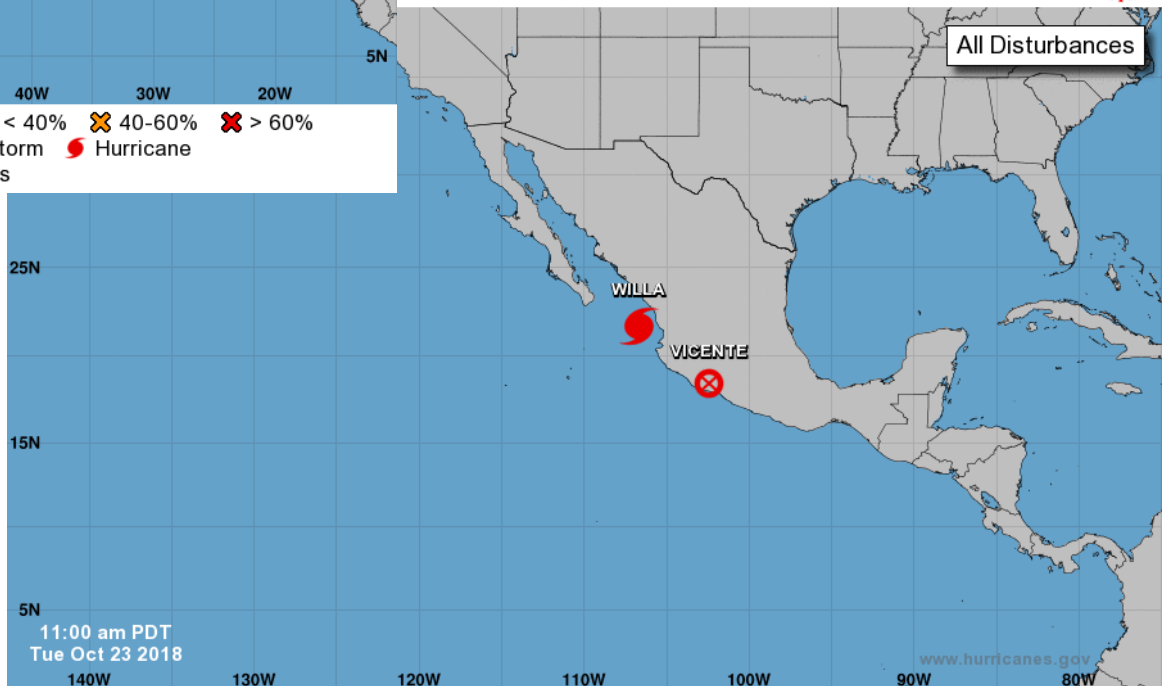 All Disturbances
5N
40W 30W 20W
< 40% 40-60% > 60%
torm Hurricane
s
25N
WILLA
VICENTE
15N
5N
11:00 am PDT
Tue Oct 23 2018
www.hurricanes.gov
140W 130W 120W 110W 100W 90W 80W